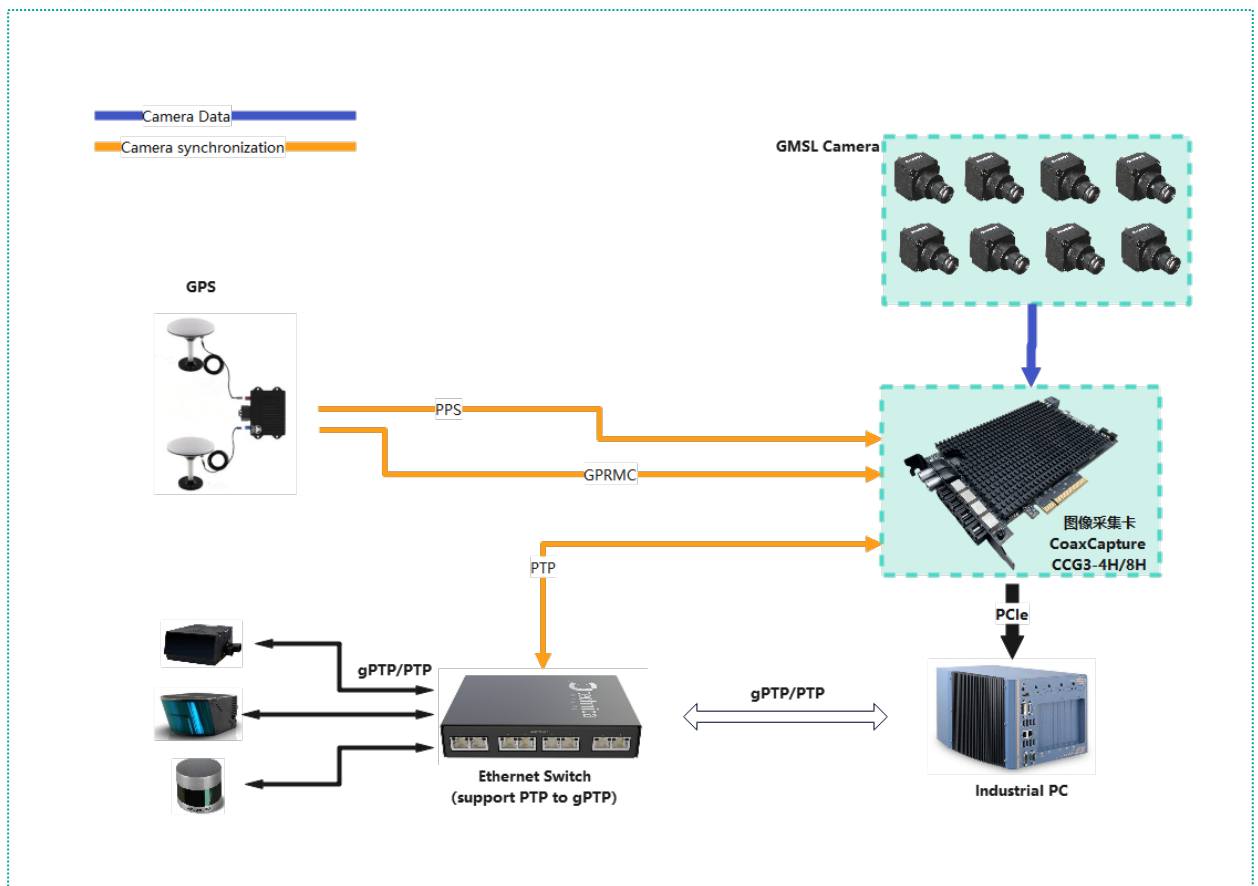 Camera Data
Camera synchronization
GMSL Camera
GPS
PPS
GPRMC
图像采集卡
CoaxCapture
CCG3-4H/8H
PTP
PCIe
gPTP/PTP
gPTP/PTP
Ethernet Switch
(support PTP to gPTP)
Industrial PC